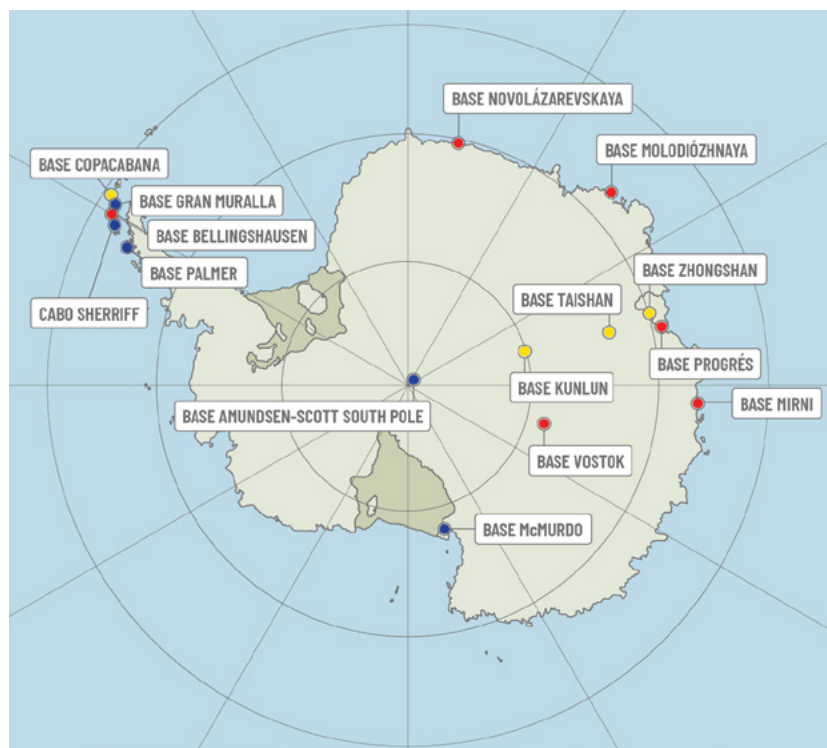 BASE NOVOLÁZAREVSKAYA
BASE MOLODIÓZHNAYA
BASE COPACABANA
BASE GRAN MURALLA
BASE BELLINGSHAUSEN
BASE PALMER
CABO SHERRIFF
BASE ZHONGSHAN
BASE TAISHAN
BASE PROGRÉS
BASE KUNLUN
BASE MIRNI
BASE AMUNDSEN-SCOTT SOUTH POLE
BASE VOSTOK
BASE McMURDO